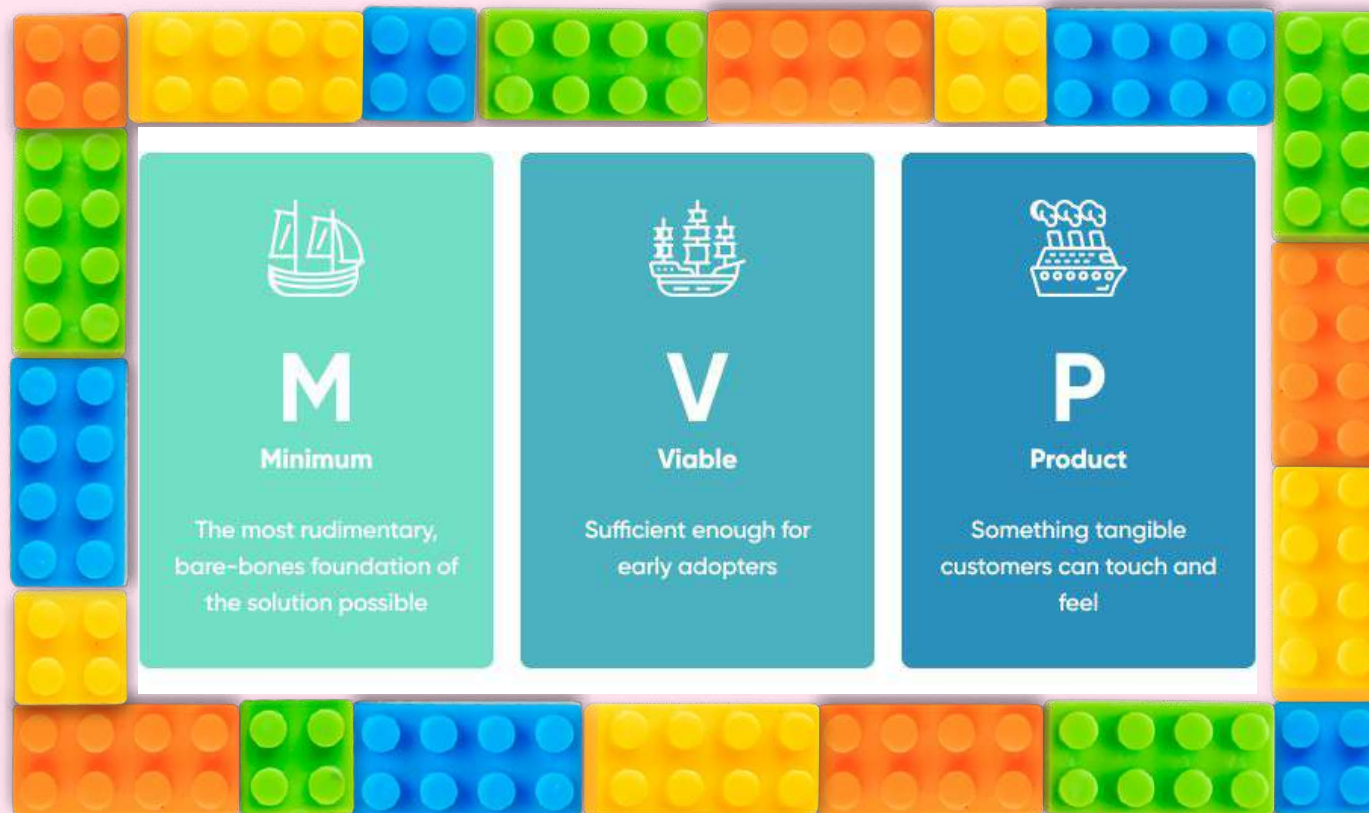 M
Minimum
The most rudimentary,
bare-bones foundation of
the solution possible
V
Viable
Sufficient enough for
early adopters
P
Product
Something tangible
customers can touch and
feel